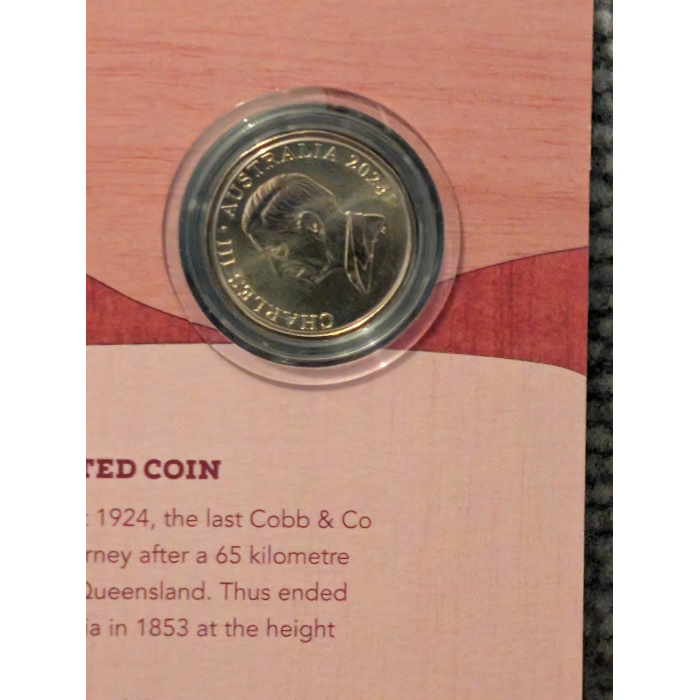 CHARLES III • AUSTRALIA
TED COIN
1924, the last Cobb & Co
rney after a 65 kilometre
Queensland. Thus ended
ia in 1853 at the height